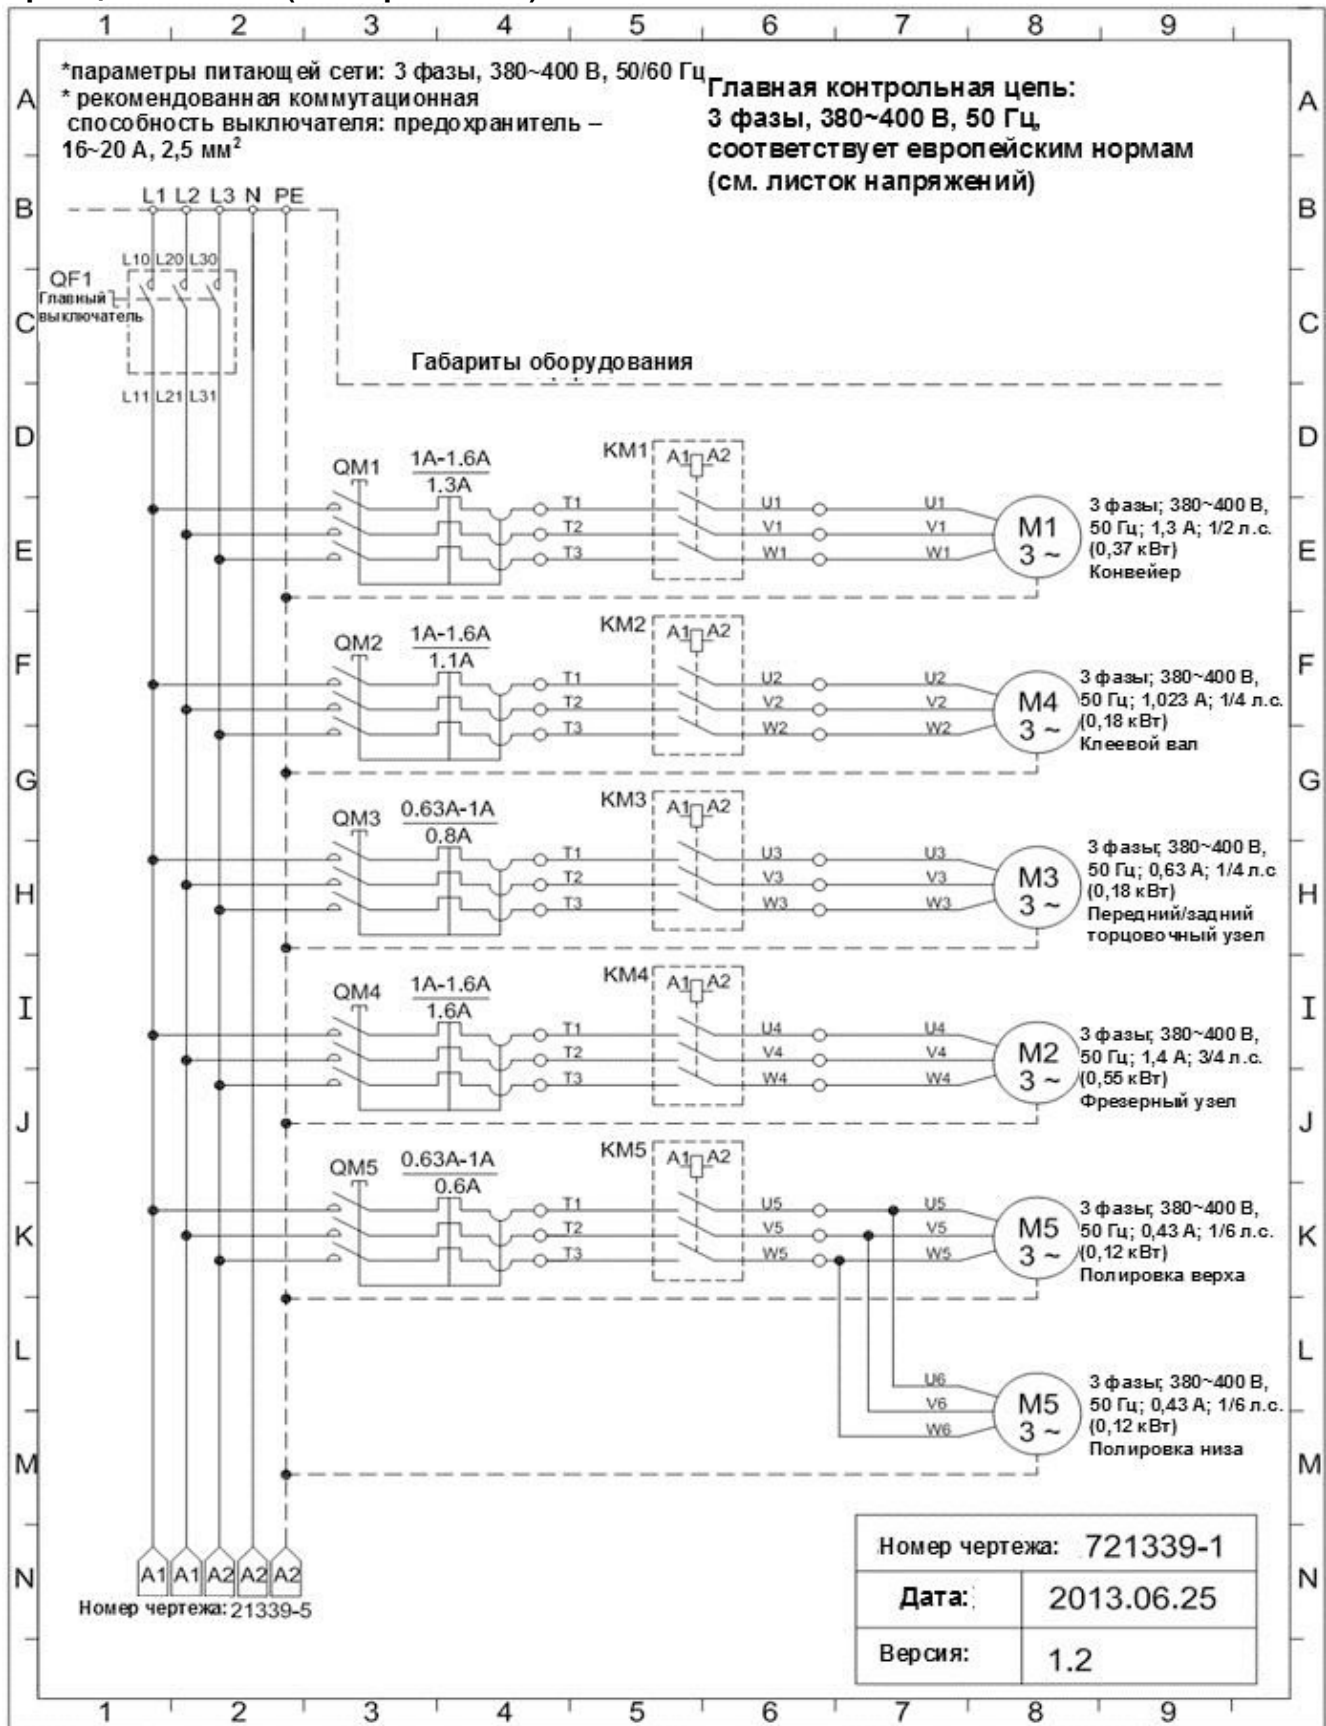 1 2 3 4 5 6 7 8 9
*параметры питающей сети: 3 фазы, 380~400 В, 50/60 Гц
* рекомендованная коммутационная
способность выключателя: предохранитель –
16~20 А, 2,5 мм²
Главная контрольная цепь:
3 фазы, 380~400 В, 50 Гц,
соответствует европейским нормам
(см. листок напряжений)
A A
B B
C C
D D
E E
F F
G G
H H
I I
J J
K K
L L
M M
N N
L1 L2 L3 N PE
L10 L20 L30
QF1
Главный
выключатель
L11 L21 L31
Габариты оборудования
QM1 1A-1.6A
1.3A
KM1 A1 A2
T1 U1 U1
T2 V1 V1
T3 W1 W1
M1
3 ~
3 фазы; 380~400 В,
50 Гц; 1,3 А; 1/2 л.с.
(0,37 кВт)
Конвейер
QM2 1A-1.6A
1.1A
KM2 A1 A2
T1 U2 U2
T2 V2 V2
T3 W2 W2
M4
3 ~
3 фазы; 380~400 В,
50 Гц; 1,023 А; 1/4 л.с.
(0,18 кВт)
Клеевой вал
QM3 0.63A-1A
0.8A
KM3 A1 A2
T1 U3 U3
T2 V3 V3
T3 W3 W3
M3
3 ~
3 фазы; 380~400 В,
50 Гц; 0,63 А; 1/4 л.с
(0,18 кВт)
Передний/задний
торцовочный узел
QM4 1A-1.6A
1.6A
KM4 A1 A2
T1 U4 U4
T2 V4 V4
T3 W4 W4
M2
3 ~
3 фазы; 380~400 В,
50 Гц; 1,4 А; 3/4 л.с.
(0,55 кВт)
Фрезерный узел
QM5 0.63A-1A
0.6A
KM5 A1 A2
T1 U5 U5
T2 V5 V5
T3 W5 W5
M5
3 ~
3 фазы; 380~400 В,
50 Гц; 0,43 А; 1/6 л.с.
(0,12 кВт)
Полировка верха
U6
V6
W6
M5
3 ~
3 фазы; 380~400 В,
50 Гц; 0,43 А; 1/6 л.с.
(0,12 кВт)
Полировка низа
A1 A1 A2 A2 A2
Номер чертежа: 21339-5
Номер чертежа: 721339-1
Дата: 2013.06.25
Версия: 1.2
1 2 3 4 5 6 7 8 9